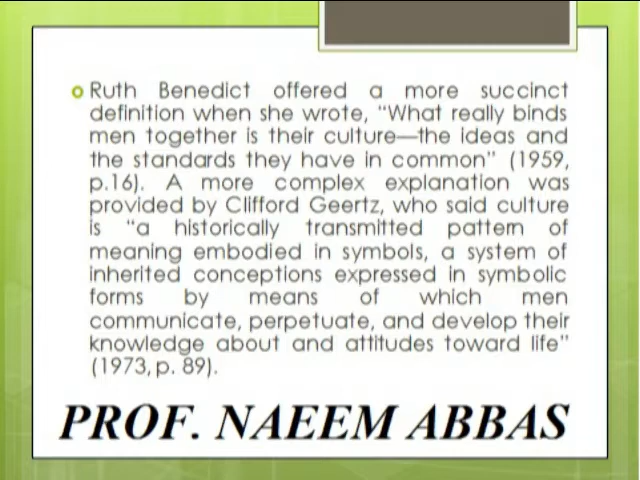 Ruth Benedict offered a more succinct
definition when she wrote, "What really binds
men together is their culture—the ideas and
the standards they have in common" (1959,
p.16). A more complex explanation was
provided by Clifford Geertz, who said culture
is "a historically transmitted pattern of
meaning embodied in symbols, a system of
inherited conceptions expressed in symbolic
forms by means of which men
communicate, perpetuate, and develop their
knowledge about and attitudes toward life"
(1973, p. 89).
PROF. NAEEM ABBAS